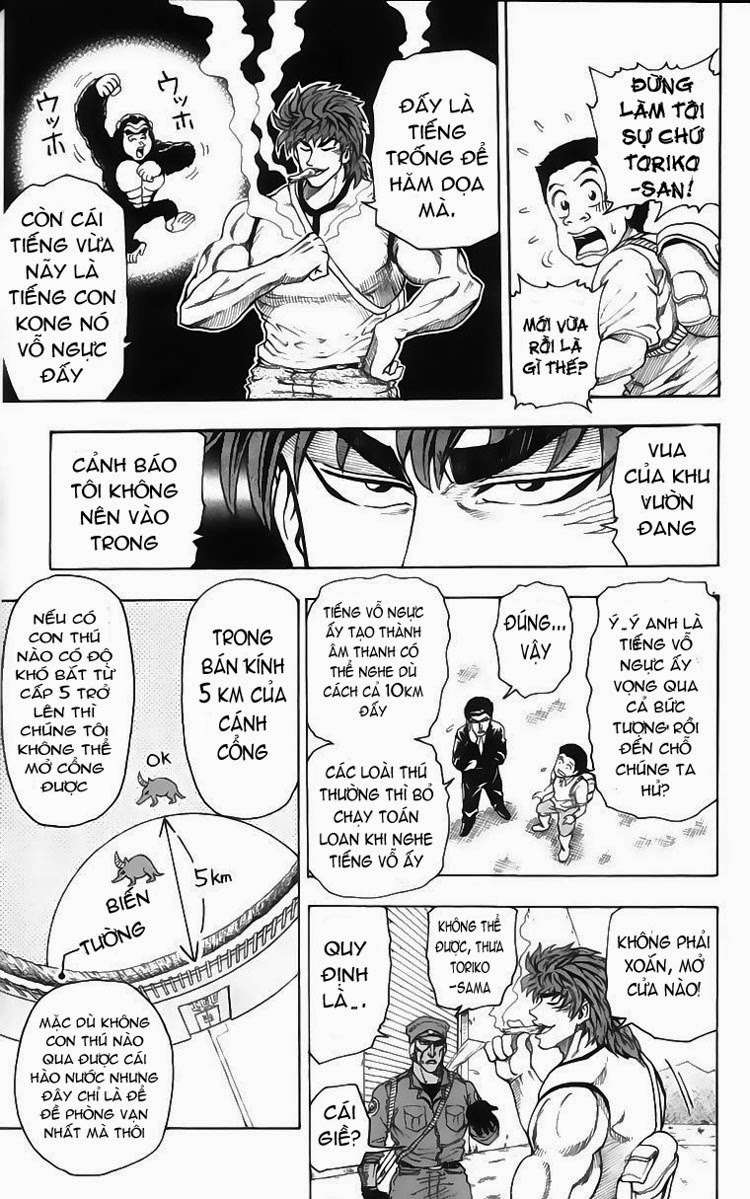 ĐỪNG
LÀM TÔI
SỢ CHỨ
TORIKO
-SAN!
MỚI VỪA
RỒI LÀ
GÌ THẾ?
ĐẤY LÀ
TIẾNG
TRỐNG ĐỂ
HĂM DỌA
MÀ.
ウッホ
ウッホ
CÒN CÁI
TIẾNG VỪA
NÃY LÀ
TIẾNG CON
KONG NÓ
VỖ NGỰC
ĐẤY
VUA
CỦA KHU
VƯỜN
ĐANG
CẢNH BÁO
TÔI KHÔNG
NÊN VÀO
TRONG
Ý_Ý ANH LÀ
TIẾNG VỖ
NGỰC ẤY
VỌNG QUA
CẢ BỨC
TƯỜNG RỒI
ĐẾN CHỖ
CHÚNG TA
HỦ?
ĐÚNG...
VẬY
TIẾNG VỖ NGỰC
ẤY TẠO THÀNH
ÂM THANH CÓ
THỂ NGHE DÙ
CÁCH CẢ 10KM
ĐẤY
CÁC LOÀI THÚ
THƯỜNG THÌ BỎ
CHẠY TOÁN
LOẠN KHI NGHE
TIẾNG VỖ ẤY
TRONG
BÁN KÍNH
5 KM CỦA
CÁNH
CỔNG
NẾU CÓ
CON THÚ
NÀO CÓ ĐỘ
KHÓ BẤT TỪ
CẤP 5 TRỞ
LÊN THÌ
CHÚNG TÔI
KHÔNG THỂ
MỞ CỔNG
ĐƯỢC
OK
5km
BIẾN
TƯỜNG
MẶC DÙ KHÔNG
CON THÚ NÀO
QUA ĐƯỢC CÁI
HÀO NƯỚC NHƯNG
ĐÂY CHỈ LÀ ĐỂ
ĐỀ PHÒNG VẠN
NHẤT MÀ THÔI
KHÔNG PHẢI
XOẮN, MỞ
CỬA NÀO!
KHÔNG THỂ
ĐƯỢC, THƯA
TORIKO
-SAMA
QUY
ĐỊNH
LÀ_.
CÁI
GIỀ?